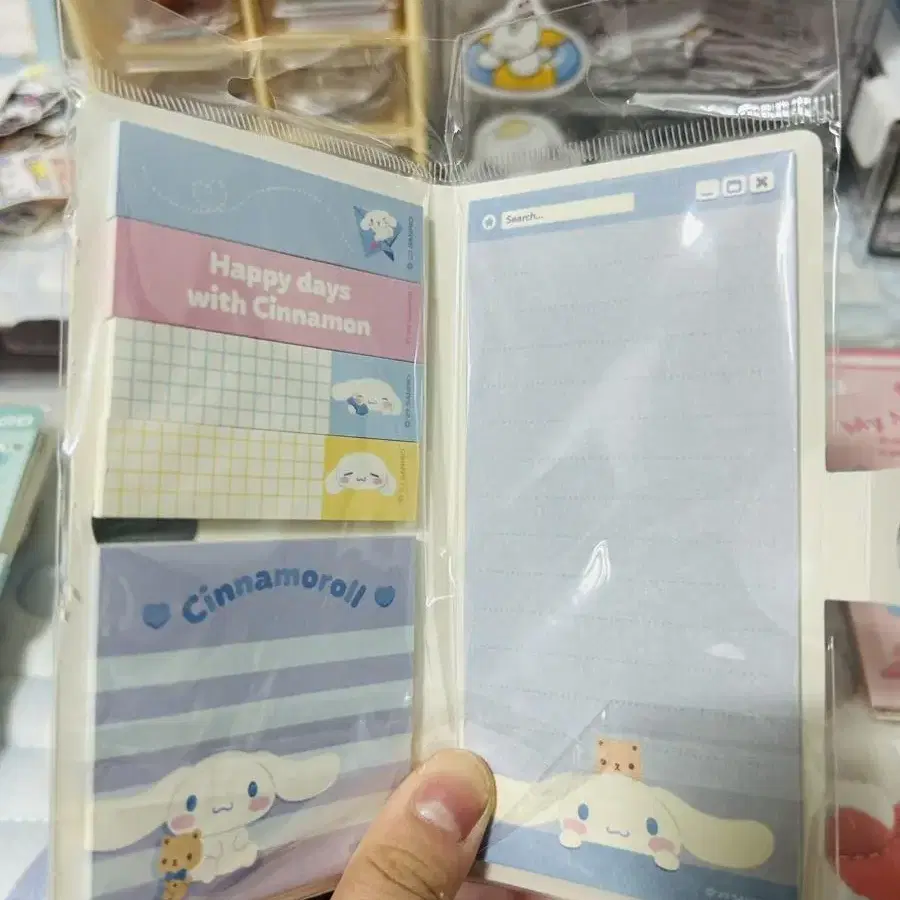 Happy days
with Cinnamon
Cinnamoroll
Search...